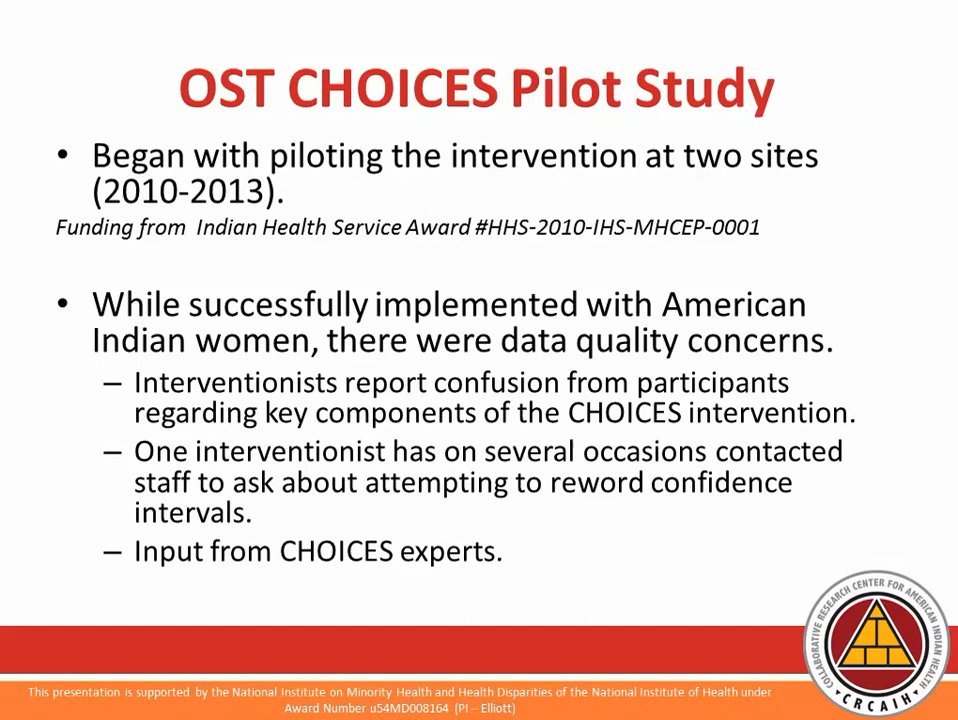 OST CHOICES Pilot Study
• Began with piloting the intervention at two sites
(2010-2013).
Funding from Indian Health Service Award #HHS-2010-IHS-MHCEP-0001
• While successfully implemented with American
Indian women, there were data quality concerns.
– Interventionists report confusion from participants
regarding key components of the CHOICES intervention.
– One interventionist has on several occasions contacted
staff to ask about attempting to reword confidence
intervals.
– Input from CHOICES experts.
COLLABORATIVE RESEARCH CENTER FOR AMERICAN INDIAN HEALTH
CRCAIH
This presentation is supported by the National Institute on Minority Health and Health Disparities of the National Institute of Health under
Award Number u54MD008164 (PI – Elliott)